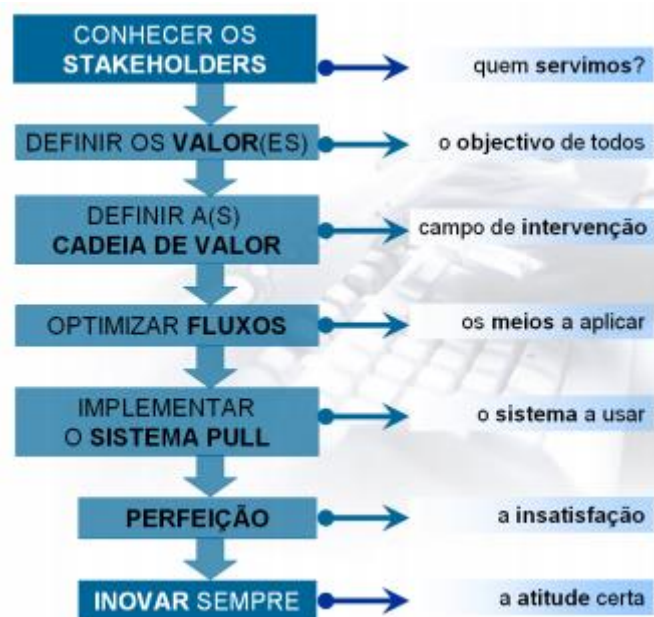 CONHECER OS
STAKEHOLDERS
quem servimos?
DEFINIR OS VALOR(ES)
o objectivo de todos
DEFINIR A(S)
CADEIA DE VALOR
campo de intervenção
OPTIMIZAR FLUXOS
os meios a aplicar
IMPLEMENTAR
O SISTEMA PULL
o sistema a usar
PERFEIÇÃO
a insatisfação
INOVAR SEMPRE
a atitude certa